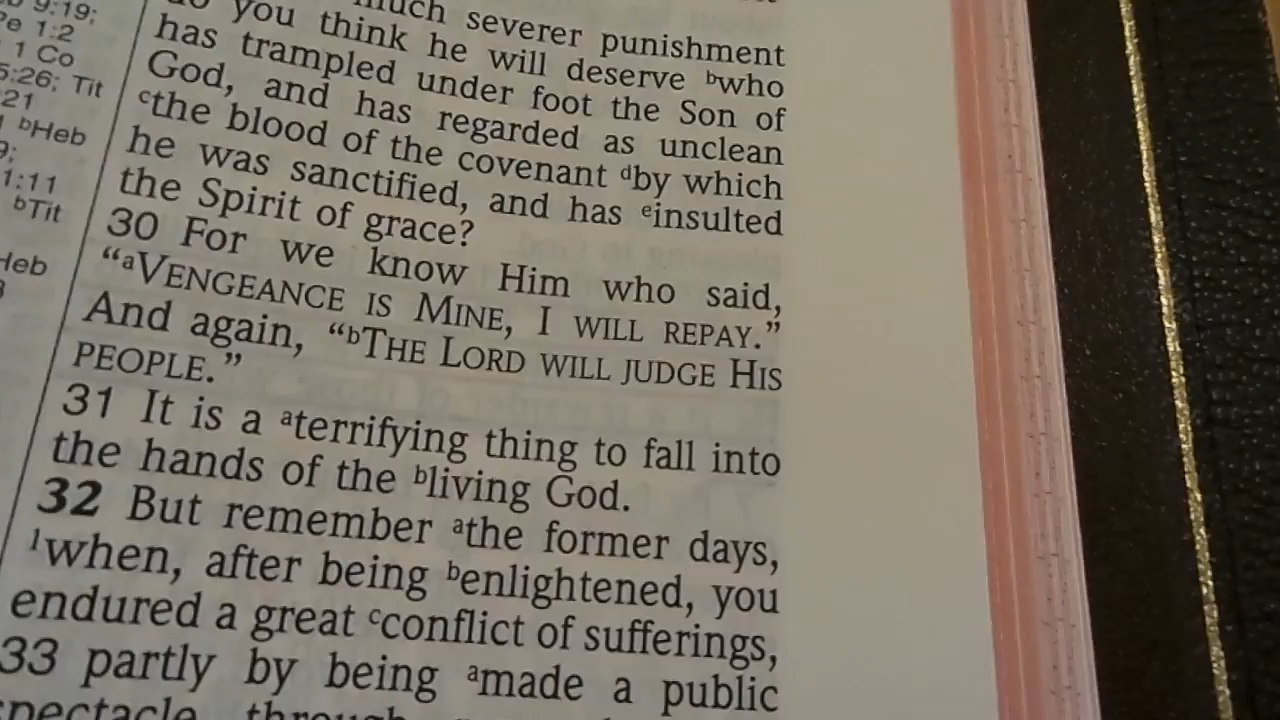 9:19;
1:2
1 Co
5:26; Tit
21
bHeb
9;
1:11
bTit
Heb
much severer punishment
you think he will deserve bwho
has trampled under foot the Son of
God, and has regarded as unclean
cthe blood of the covenant dby which
he was sanctified, and has einsulted
the Spirit of grace?
30 For we know Him who said,
“aVENGEANCE IS MINE, I WILL REPAY.”
And again, “bTHE LORD WILL JUDGE HIS
PEOPLE.”
31 It is a aterrifying thing to fall into
the hands of the bliving God.
32 But remember athe former days,
1when, after being benlightened, you
endured a great cconflict of sufferings,
33 partly by being amade a public
spectacle through